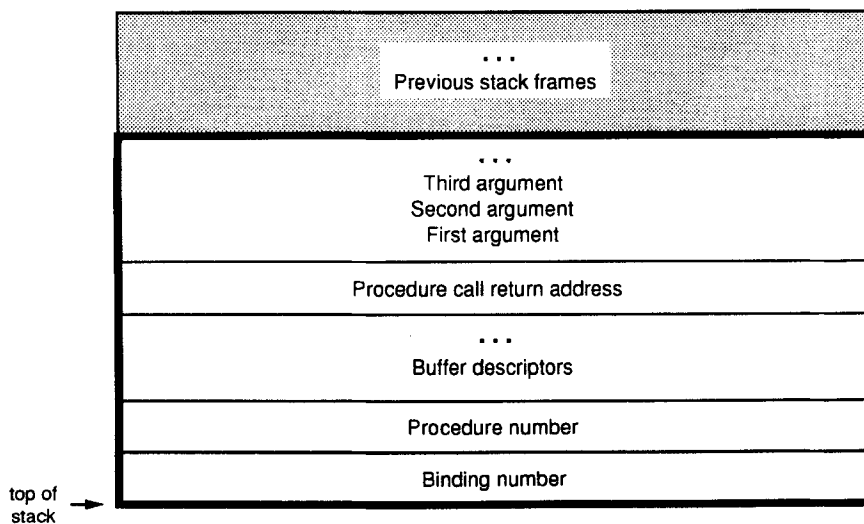 ...
Previous stack frames
...
Third argument
Second argument
First argument
Procedure call return address
...
Buffer descriptors
Procedure number
Binding number
top of
stack